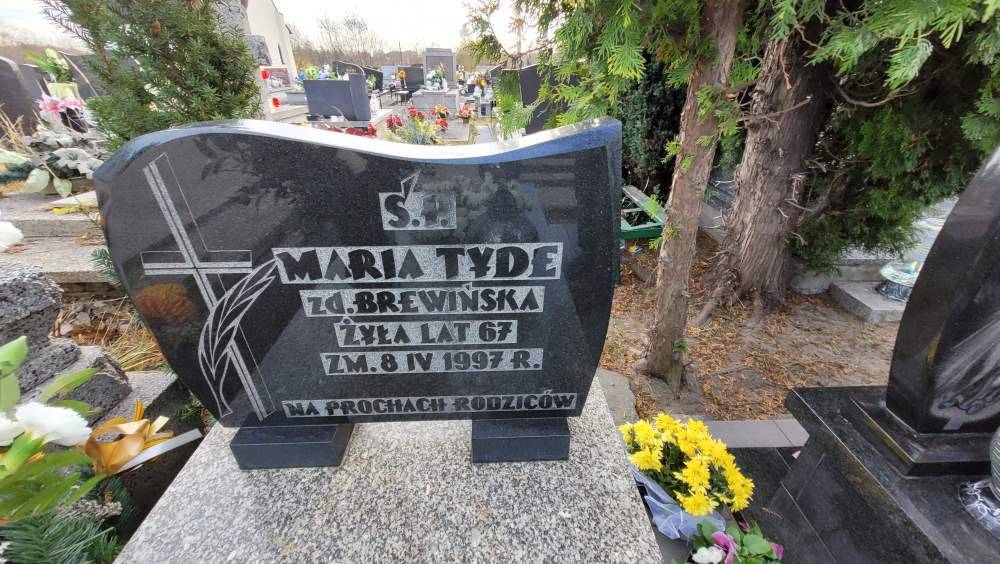 Ś.P.
MARIA TYDE
zd. BREWIŃSKA
ŻYŁA LAT 67
ZM. 8 IV 1997 R.
NA PROCHACH RODZICÓW